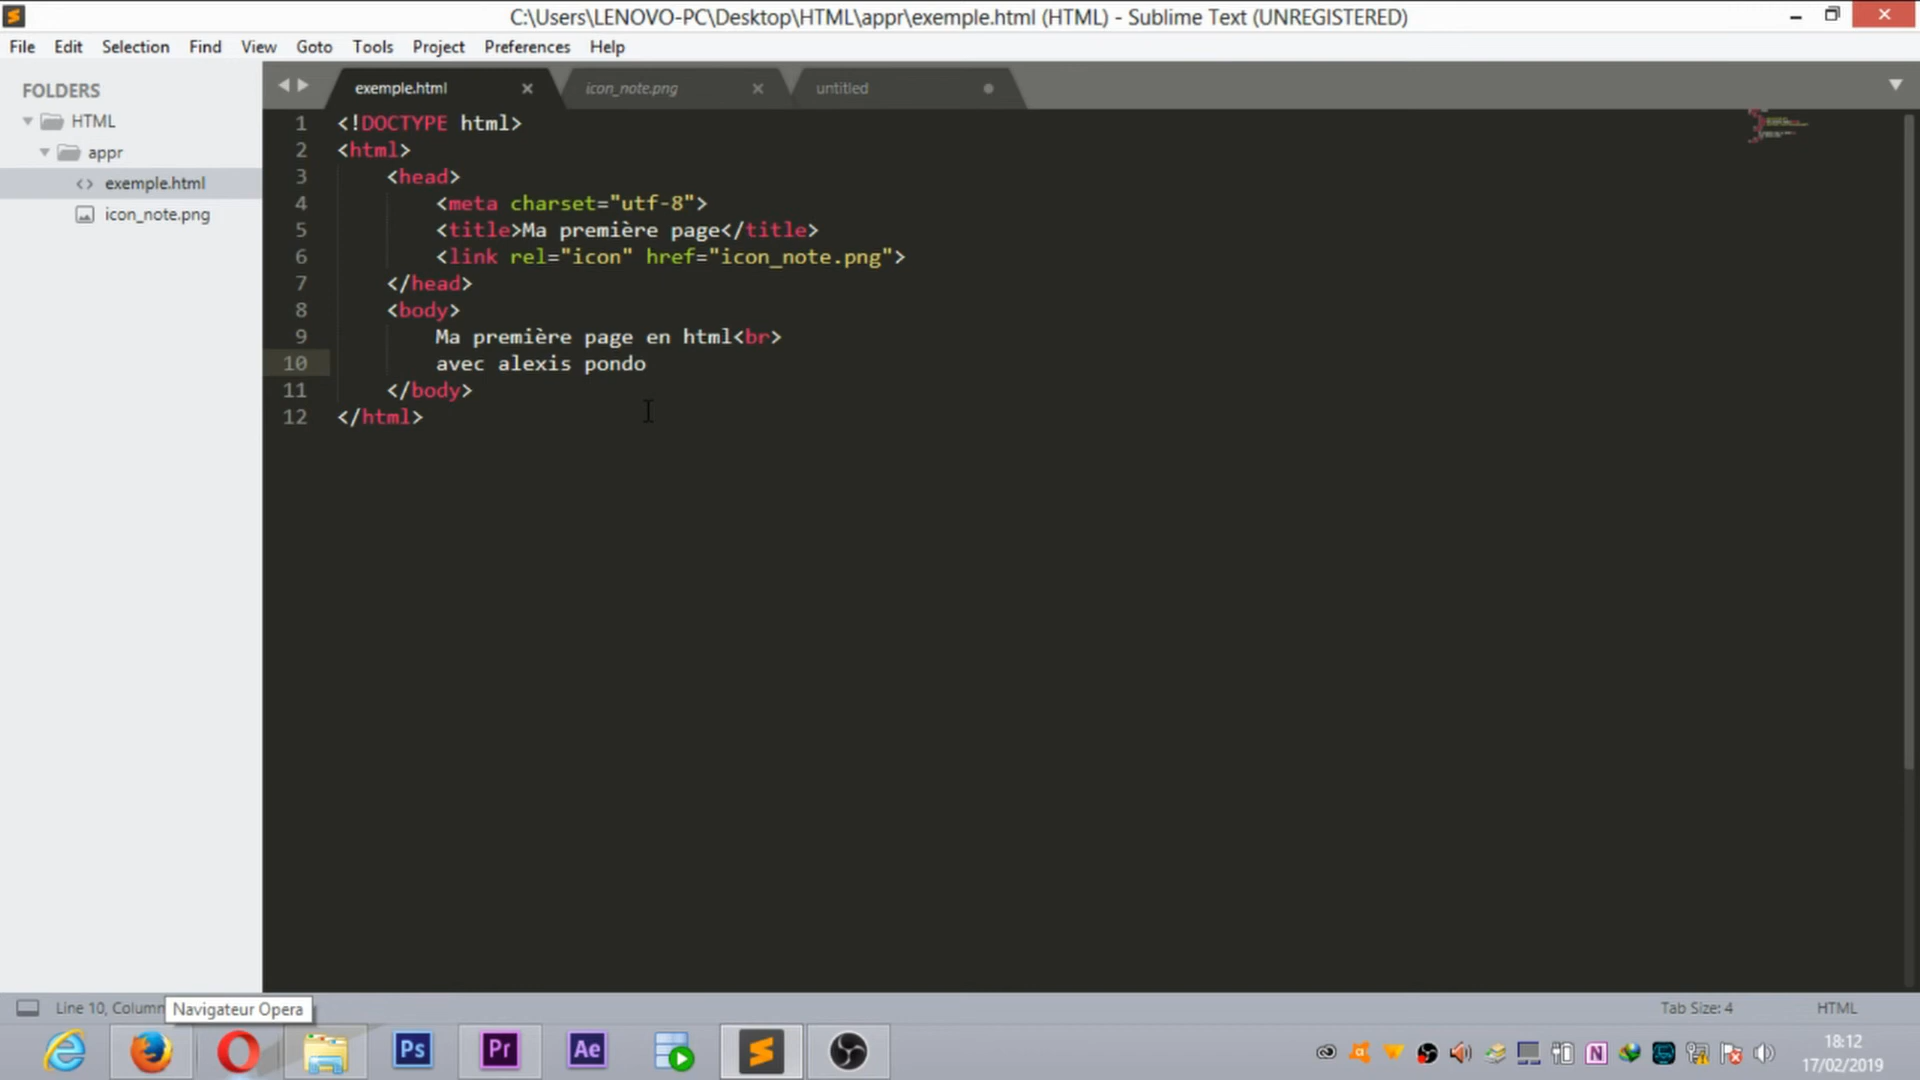 C:\Users\LENOVO-PC\Desktop\HTML\appr\exemple.html (HTML) - Sublime Text (UNREGISTERED)
File Edit Selection Find View Goto Tools Project Preferences Help
FOLDERS
HTML
appr
exemple.html
icon_note.png
exemple.html icon_note.png untitled
1 <!DOCTYPE html>
2 <html>
3 <head>
4 <meta charset="utf-8">
5 <title>Ma première page</title>
6 <link rel="icon" href="icon_note.png">
7 </head>
8 <body>
9 Ma première page en html<br>
10 avec alexis pondo
11 </body>
12 </html>
Line 10, Column
Navigateur Opera
Tab Size: 4 HTML
Ps Pr Ae
N
18:12
17/02/2019